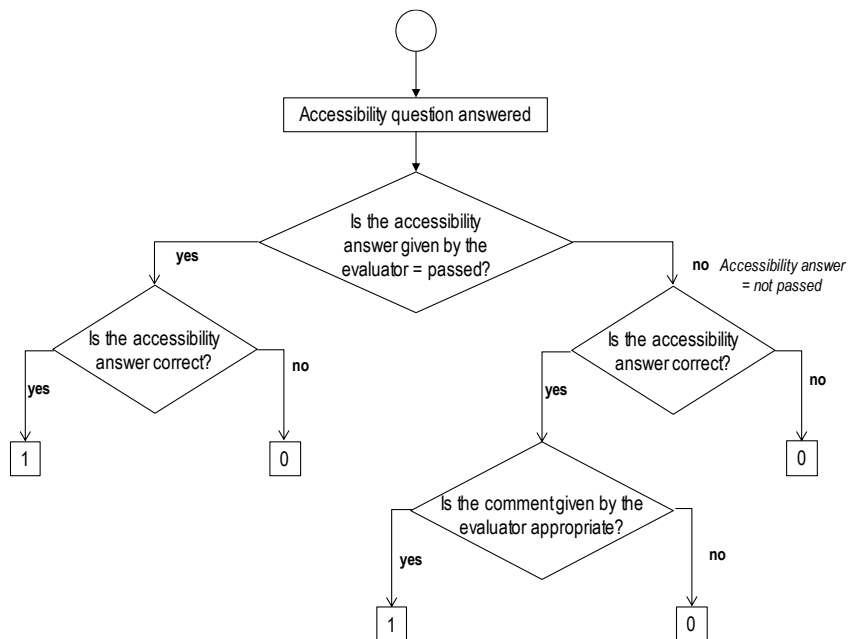 Accessibility question answered
Is the accessibility
answer given by the
evaluator = passed?
yes
no Accessibility answer
= not passed
Is the accessibility
answer correct?
Is the accessibility
answer correct?
yes
no
yes
no
1
0
0
Is the comment given by the
evaluator appropriate?
yes
no
1
0